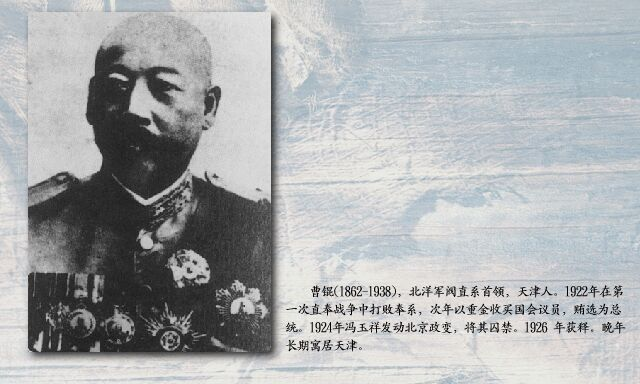 曹锟(1862-1938)，北洋军阀直系首领，天津人。1922年在第
一次直奉战争中打败奉系，次年以重金收买国会议员，贿选为总
统。1924年冯玉祥发动北京政变，将其囚禁。1926 年获释。晚年
长期寓居天津。